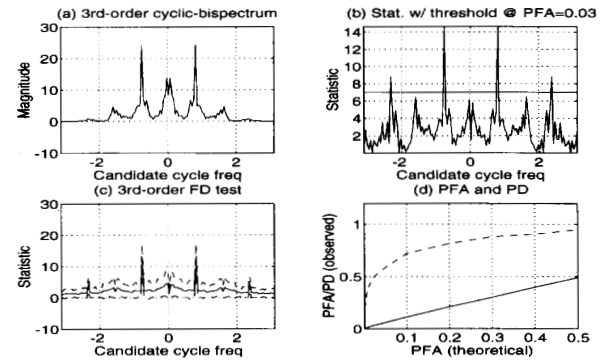 (a) 3rd-order cyclic-bispectrum
30
20
10
0
-10
Magnitude
-2
0
2
Candidate cycle freq
(b) Stat. w/ threshold @ PFA=0.03
14
12
10
8
6
4
2
Statistic
-2
0
2
Candidate cycle freq
(c) 3rd-order FD test
30
20
10
0
-10
Statistic
-2
0
2
Candidate cycle freq
(d) PFA and PD
1
0.5
0
PFA/PD (observed)
0
0.1
0.2
0.3
0.4
0.5
PFA (theoretical)